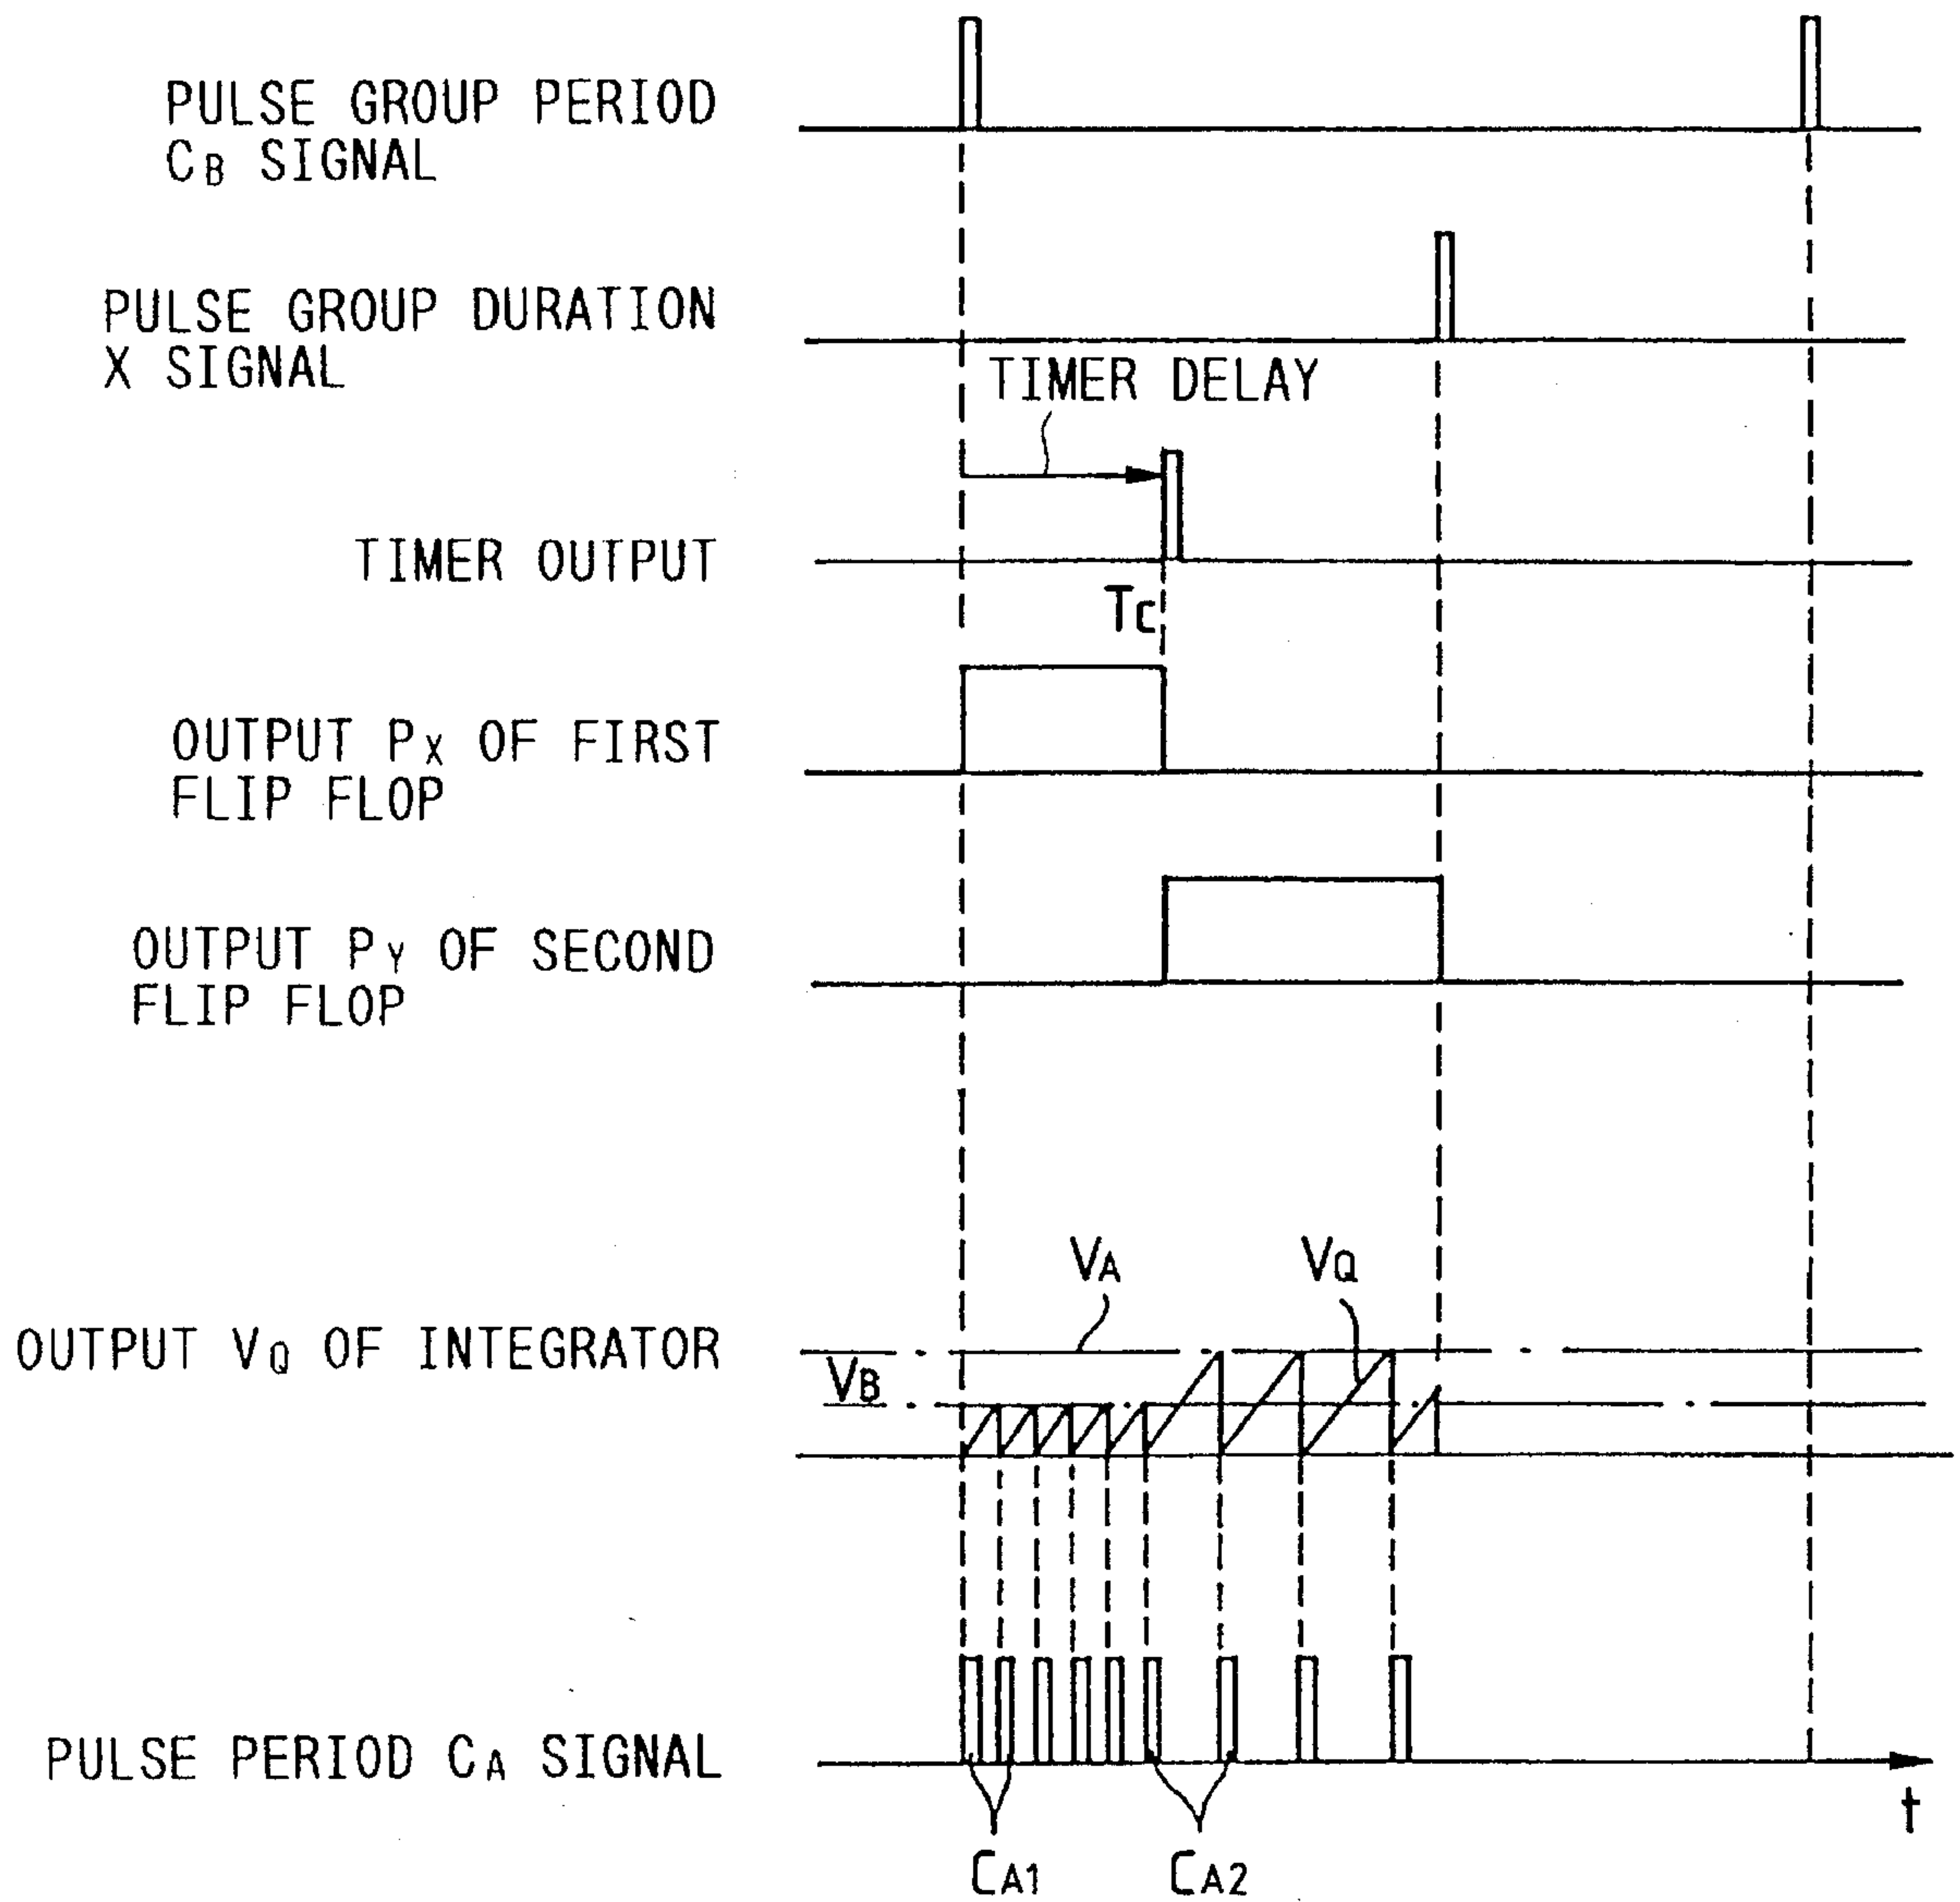 PULSE GROUP PERIOD
CB SIGNAL
PULSE GROUP DURATION
X SIGNAL
TIMER DELAY
TIMER OUTPUT
Tc
OUTPUT PX OF FIRST
FLIP FLOP
OUTPUT PY OF SECOND
FLIP FLOP
VA
VQ
OUTPUT VQ OF INTEGRATOR
VB
PULSE PERIOD CA SIGNAL
t
CA1
CA2